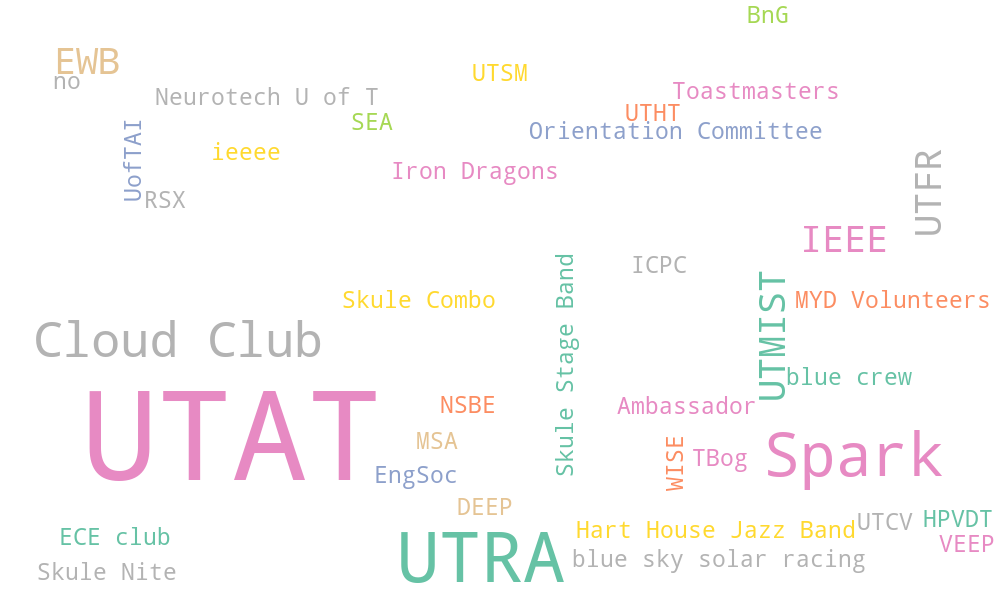 BnG
EWB
UTSM
no
Toastmasters
Neurotech U of T
UTHT
SEA
Orientation Committee
UofTAI
ieeee
Iron Dragons
UTFR
RSX
IEEE
ICPC
Skule Combo
Skule Stage Band
UTMIST
MYD Volunteers
Cloud Club
blue crew
UTAT
NSBE
Ambassador
MSA
Spark
WISE
TBog
EngSoc
DEEP
UTCV
HPVDT
Hart House Jazz Band
ECE club
VEEP
UTRA
blue sky solar racing
Skule Nite